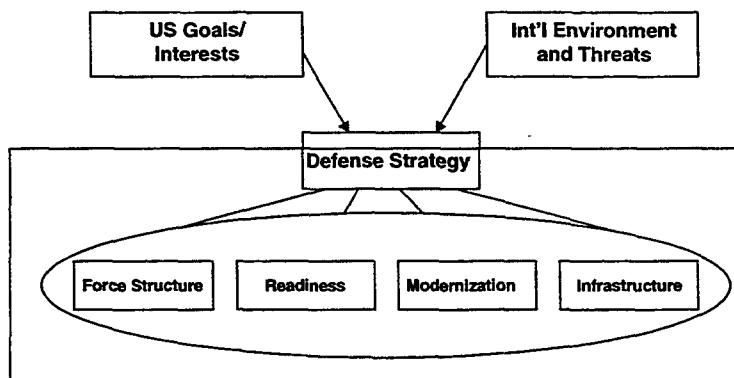 US Goals/
Interests
Int'l Environment
and Threats
Defense Strategy
Force Structure
Readiness
Modernization
Infrastructure